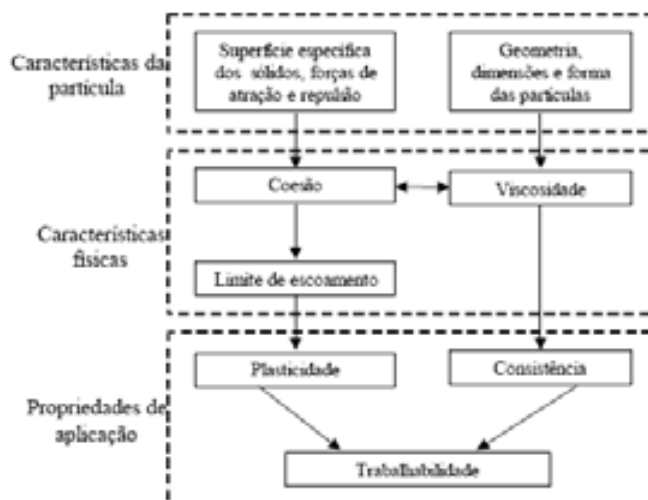 Características da
partícula
Superfície específica
dos sólidos, forças de
atração e repulsão
Geometria,
dimensões e forma
das partículas
Características
físicas
Coesão
Viscosidade
Limite de escoamento
Propriedades de
aplicação
Plasticidade
Consistência
Trabalhabilidade